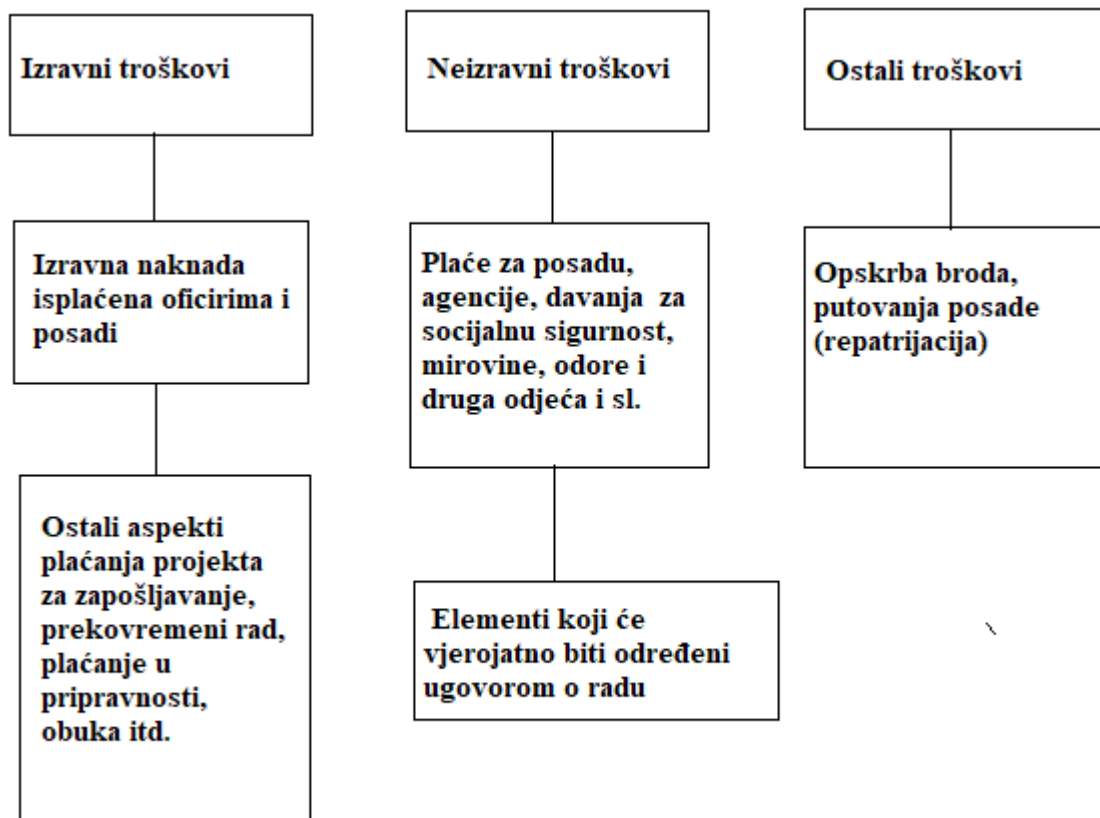 Izravni troškovi
Neizravni troškovi
Ostali troškovi
Izravna naknada
isplaćena oficirima i
posadi
Plaće za posadu,
agencije, davanja za
socijalnu sigurnost,
mirovine, odore i
druga odjeća i sl.
Opskrba broda,
putovanja posade
(repatrijacija)
Ostali aspekti
plaćanja projekta
za zapošljavanje,
prekovremeni rad,
plaćanje u
pripravnosti,
obuka itd.
Elementi koji će
vjerojatno biti određeni
ugovorom o radu